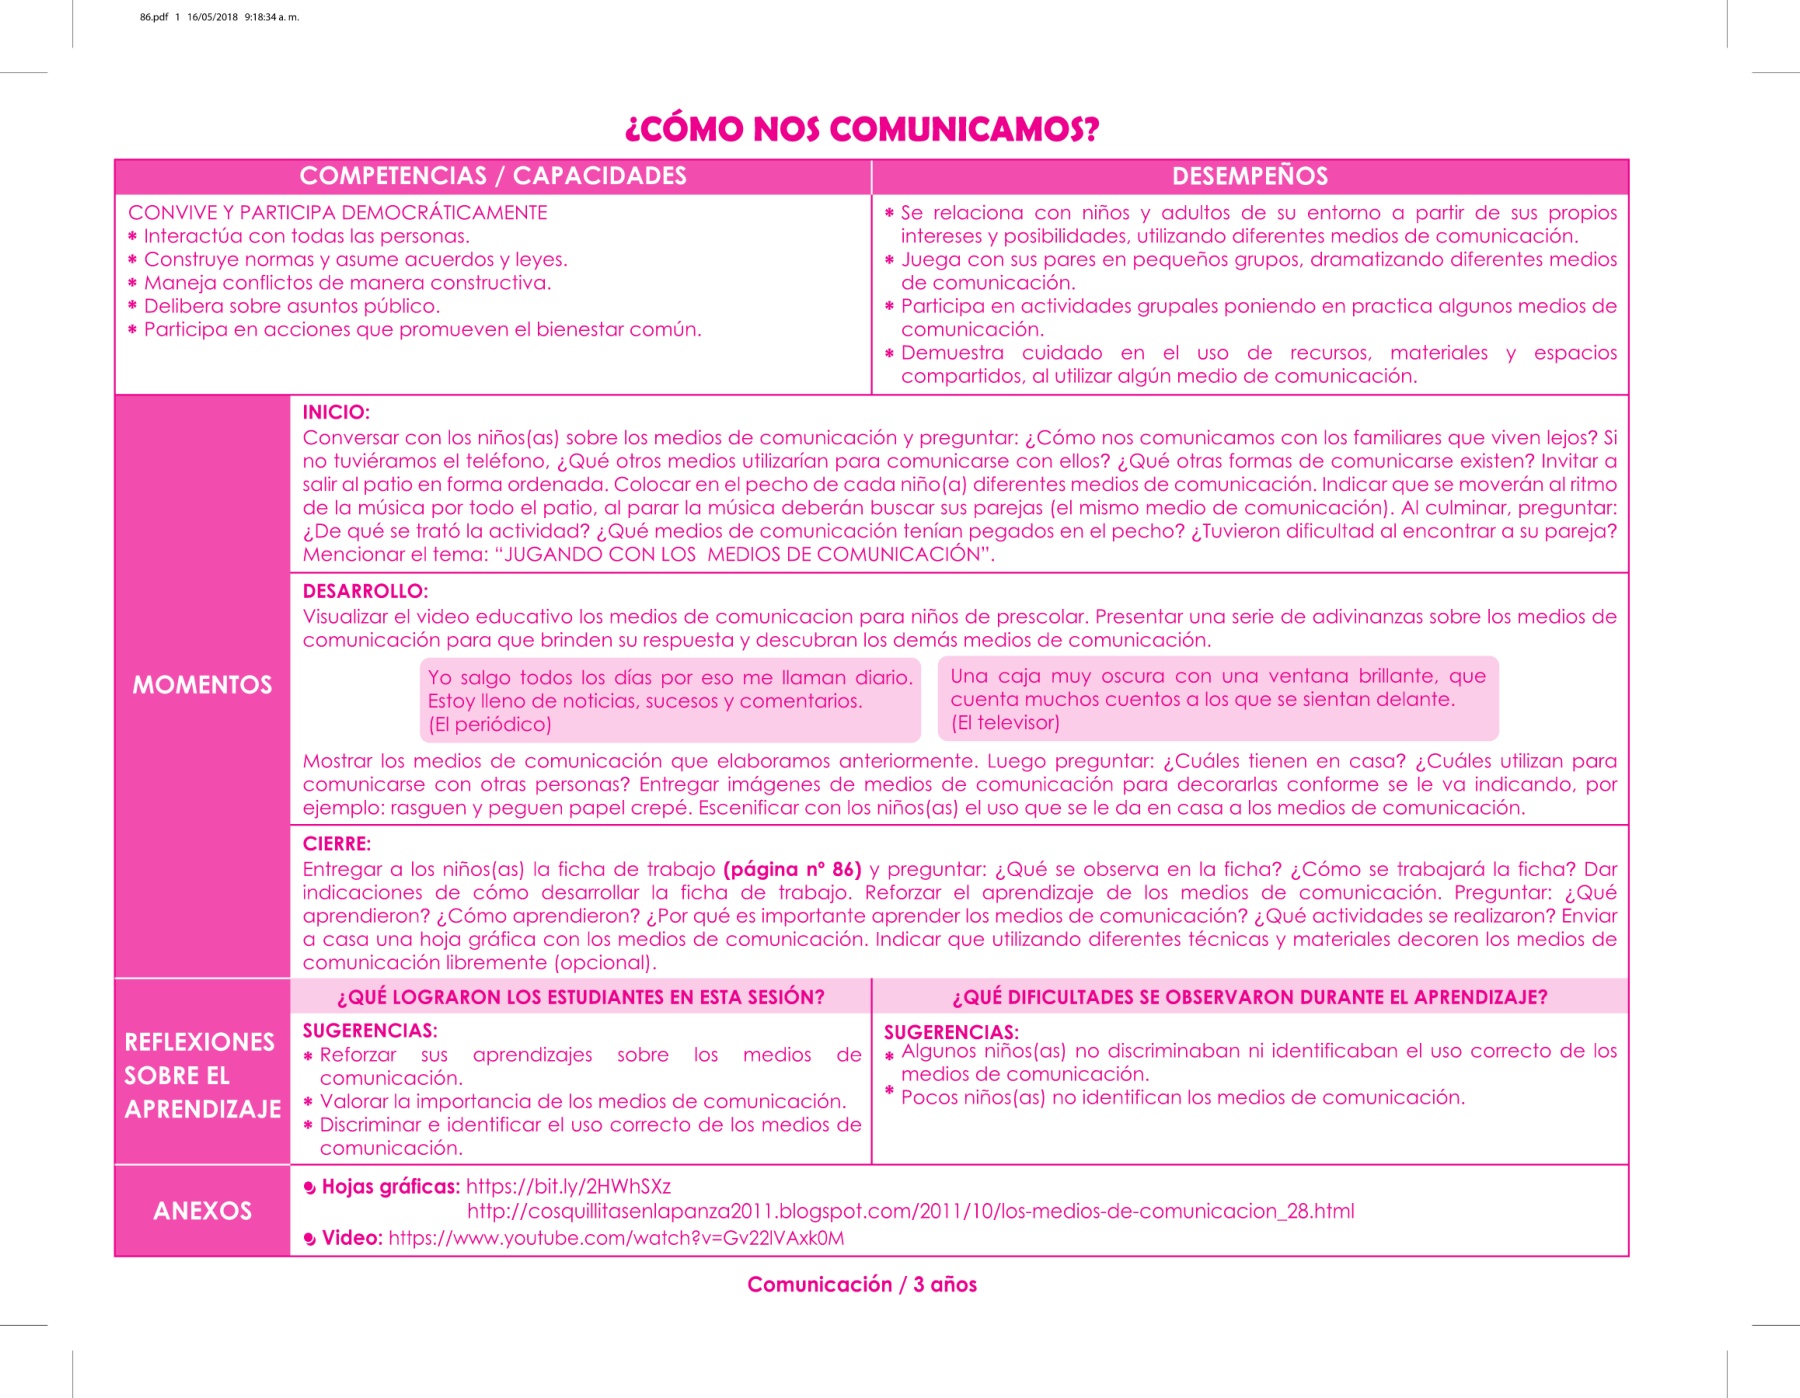 86.pdf 1 16/05/2018 9:18:34 a. m.
¿CÓMO NOS COMUNICAMOS?
COMPETENCIAS / CAPACIDADES
DESEMPEÑOS
CONVIVE Y PARTICIPA DEMOCRÁTICAMENTE
* Interactúa con todas las personas.
* Construye normas y asume acuerdos y leyes.
* Maneja conflictos de manera constructiva.
* Delibera sobre asuntos público.
* Participa en acciones que promueven el bienestar común.
* Se relaciona con niños y adultos de su entorno a partir de sus propios
intereses y posibilidades, utilizando diferentes medios de comunicación.
* Juega con sus pares en pequeños grupos, dramatizando diferentes medios
de comunicación.
* Participa en actividades grupales poniendo en practica algunos medios de
comunicación.
* Demuestra cuidado en el uso de recursos, materiales y espacios
compartidos, al utilizar algún medio de comunicación.
MOMENTOS
INICIO:
Conversar con los niños(as) sobre los medios de comunicación y preguntar: ¿Cómo nos comunicamos con los familiares que viven lejos? Si
no tuviéramos el teléfono, ¿Qué otros medios utilizarían para comunicarse con ellos? ¿Qué otras formas de comunicarse existen? Invitar a
salir al patio en forma ordenada. Colocar en el pecho de cada niño(a) diferentes medios de comunicación. Indicar que se moverán al ritmo
de la música por todo el patio, al parar la música deberán buscar sus parejas (el mismo medio de comunicación). Al culminar, preguntar:
¿De qué se trató la actividad? ¿Qué medios de comunicación tenían pegados en el pecho? ¿Tuvieron dificultad al encontrar a su pareja?
Mencionar el tema: “JUGANDO CON LOS MEDIOS DE COMUNICACIÓN”.
DESARROLLO:
Visualizar el video educativo los medios de comunicacion para niños de prescolar. Presentar una serie de adivinanzas sobre los medios de
comunicación para que brinden su respuesta y descubran los demás medios de comunicación.
Yo salgo todos los días por eso me llaman diario.
Estoy lleno de noticias, sucesos y comentarios.
(El periódico)
Una caja muy oscura con una ventana brillante, que
cuenta muchos cuentos a los que se sientan delante.
(El televisor)
Mostrar los medios de comunicación que elaboramos anteriormente. Luego preguntar: ¿Cuáles tienen en casa? ¿Cuáles utilizan para
comunicarse con otras personas? Entregar imágenes de medios de comunicación para decorarlas conforme se le va indicando, por
ejemplo: rasguen y peguen papel crepé. Escenificar con los niños(as) el uso que se le da en casa a los medios de comunicación.
CIERRE:
Entregar a los niños(as) la ficha de trabajo (página nº 86) y preguntar: ¿Qué se observa en la ficha? ¿Cómo se trabajará la ficha? Dar
indicaciones de cómo desarrollar la ficha de trabajo. Reforzar el aprendizaje de los medios de comunicación. Preguntar: ¿Qué
aprendieron? ¿Cómo aprendieron? ¿Por qué es importante aprender los medios de comunicación? ¿Qué actividades se realizaron? Enviar
a casa una hoja gráfica con los medios de comunicación. Indicar que utilizando diferentes técnicas y materiales decoren los medios de
comunicación libremente (opcional).
REFLEXIONES
SOBRE EL
APRENDIZAJE
¿QUÉ LOGRARON LOS ESTUDIANTES EN ESTA SESIÓN?
SUGERENCIAS:
* Reforzar sus aprendizajes sobre los medios de
comunicación.
* Valorar la importancia de los medios de comunicación.
* Discriminar e identificar el uso correcto de los medios de
comunicación.
¿QUÉ DIFICULTADES SE OBSERVARON DURANTE EL APRENDIZAJE?
SUGERENCIAS:
* Algunos niños(as) no discriminaban ni identificaban el uso correcto de los
medios de comunicación.
* Pocos niños(as) no identifican los medios de comunicación.
ANEXOS
Hojas gráficas: https://bit.ly/2HWhSXz
http://cosquillitasenlapanza2011.blogspot.com/2011/10/los-medios-de-comunicacion_28.html
Video: https://www.youtube.com/watch?v=Gv22lVAxk0M
Comunicación / 3 años